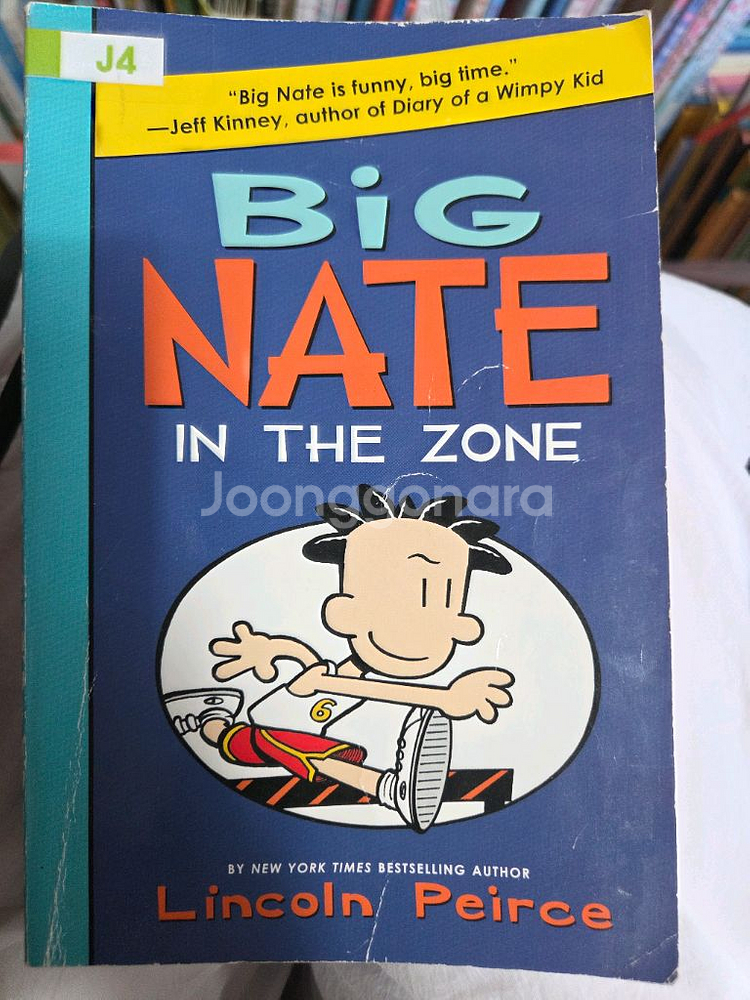 J4
“Big Nate is funny, big time.”
—Jeff Kinney, author of Diary of a Wimpy Kid
BiG
NATE
IN THE ZONE
Joonggonara
6
BY NEW YORK TIMES BESTSELLING AUTHOR
Lincoln Peirce